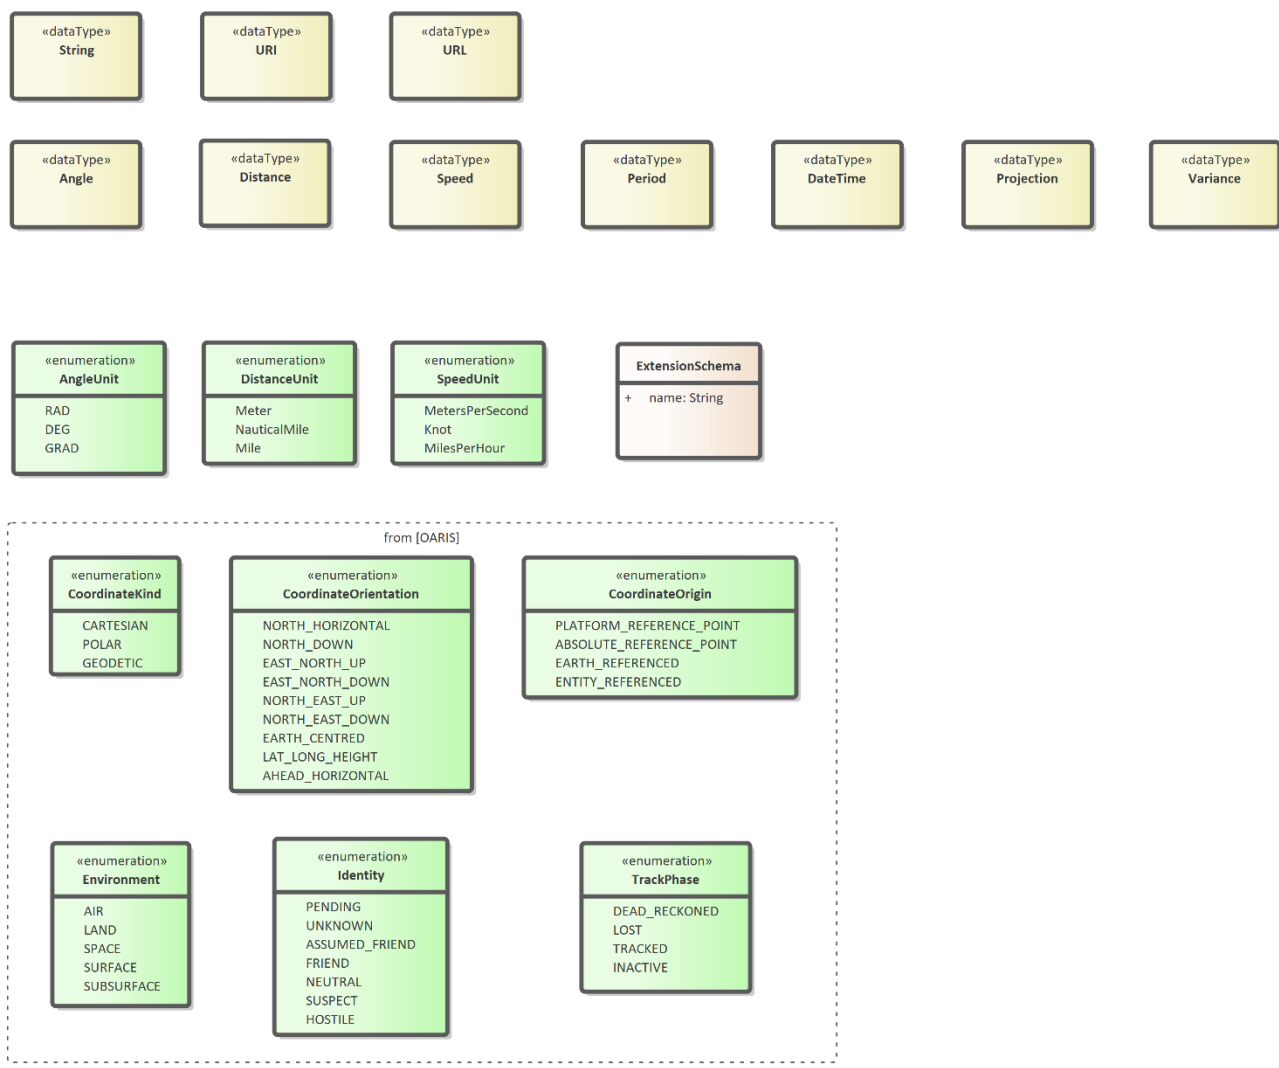 «dataType»
String
«dataType»
URI
«dataType»
URL
«dataType»
Angle
«dataType»
Distance
«dataType»
Speed
«dataType»
Period
«dataType»
DateTime
«dataType»
Projection
«dataType»
Variance
«enumeration»
AngleUnit
RAD
DEG
GRAD
«enumeration»
DistanceUnit
Meter
NauticalMile
Mile
«enumeration»
SpeedUnit
MetersPerSecond
Knot
MilesPerHour
ExtensionSchema
+ name: String
from [OARIS]
«enumeration»
CoordinateKind
CARTESIAN
POLAR
GEODETIC
«enumeration»
CoordinateOrientation
NORTH_HORIZONTAL
NORTH_DOWN
EAST_NORTH_UP
EAST_NORTH_DOWN
NORTH_EAST_UP
NORTH_EAST_DOWN
EARTH_CENTRED
LAT_LONG_HEIGHT
AHEAD_HORIZONTAL
«enumeration»
CoordinateOrigin
PLATFORM_REFERENCE_POINT
ABSOLUTE_REFERENCE_POINT
EARTH_REFERENCED
ENTITY_REFERENCED
«enumeration»
Environment
AIR
LAND
SPACE
SURFACE
SUBSURFACE
«enumeration»
Identity
PENDING
UNKNOWN
ASSUMED_FRIEND
FRIEND
NEUTRAL
SUSPECT
HOSTILE
«enumeration»
TrackPhase
DEAD_RECKONED
LOST
TRACKED
INACTIVE